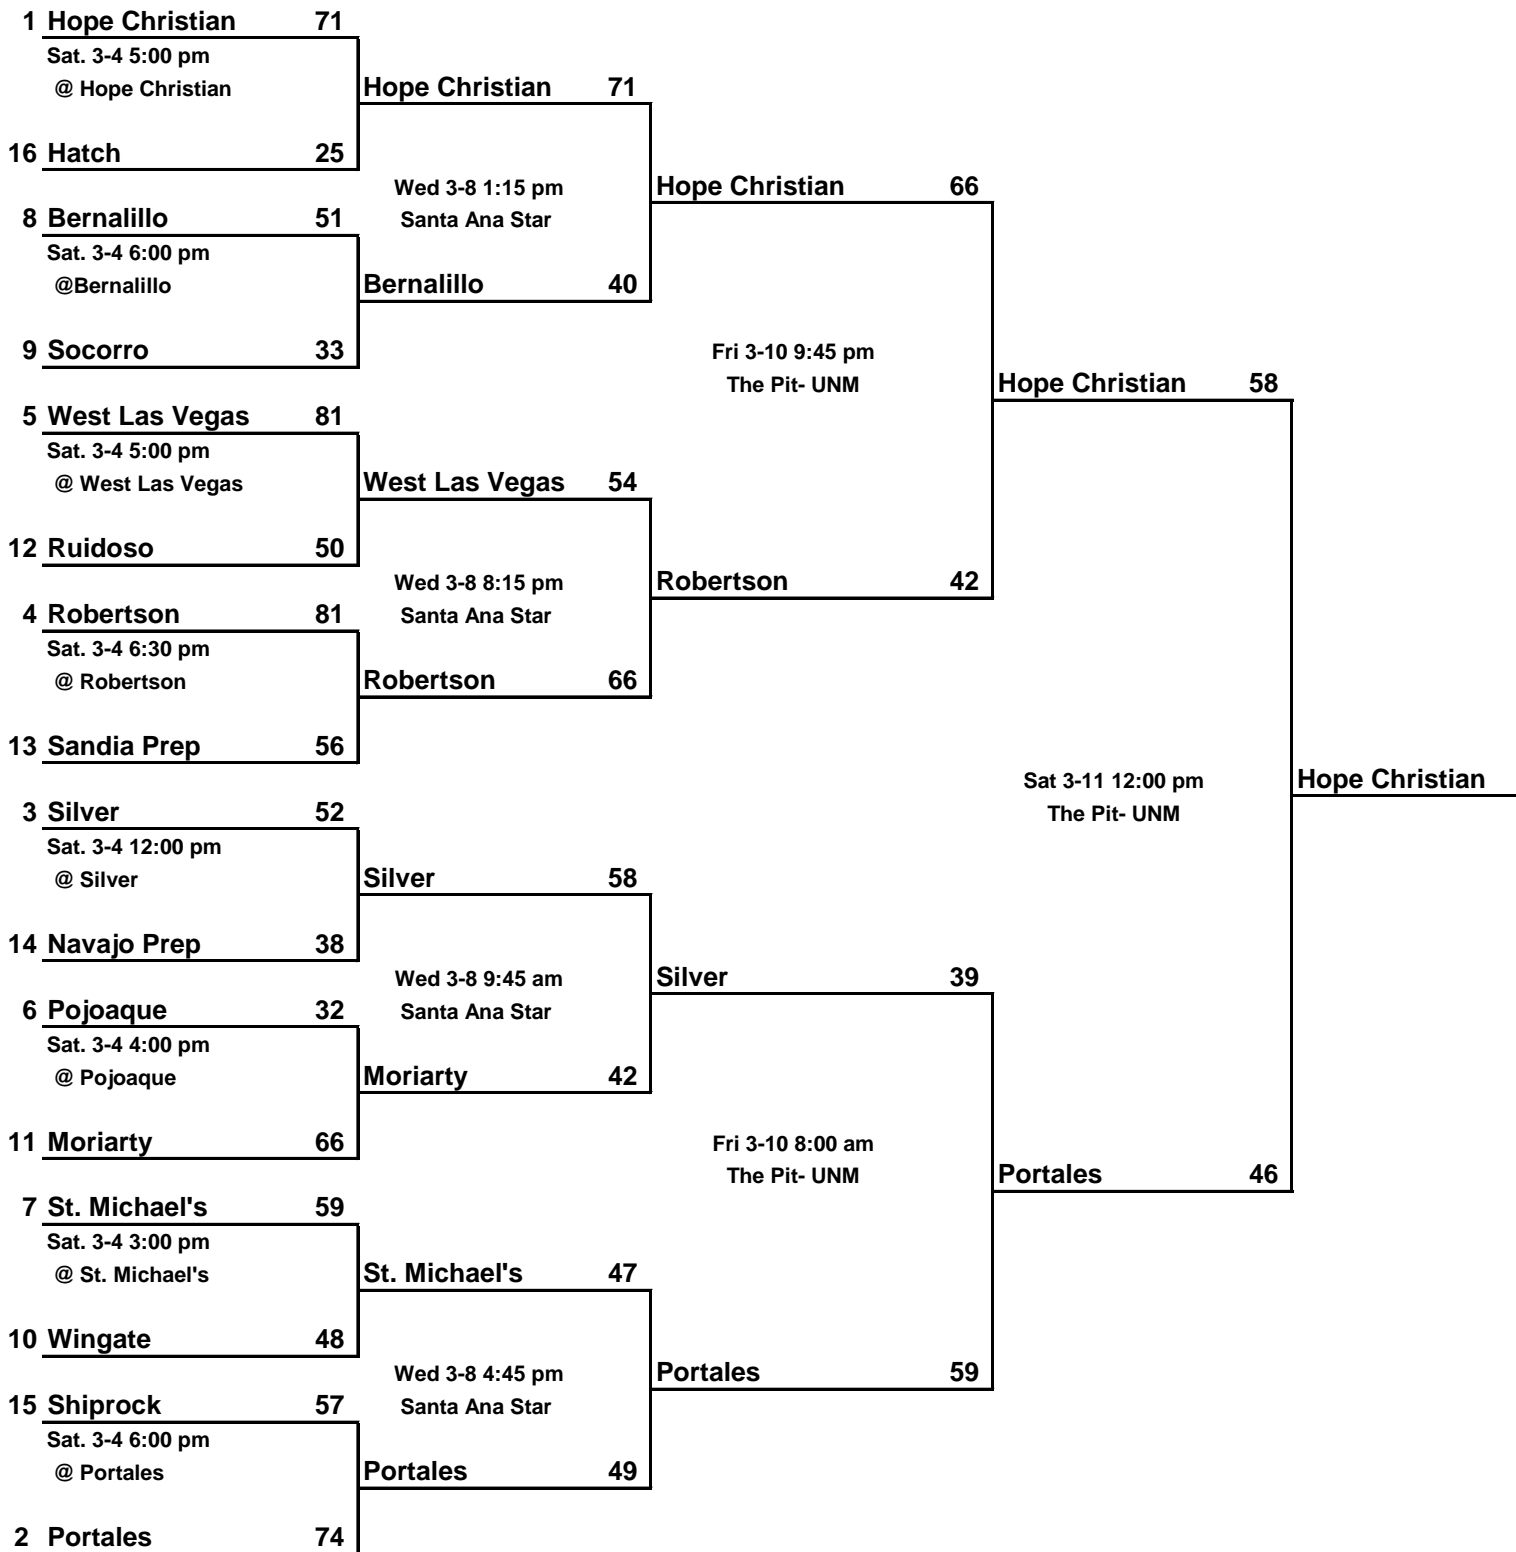 1 Hope Christian 71
Sat. 3-4 5:00 pm
@ Hope Christian
16 Hatch 25
8 Bernalillo 51
Sat. 3-4 6:00 pm
@Bernalillo
9 Socorro 33
5 West Las Vegas 81
Sat. 3-4 5:00 pm
@ West Las Vegas
12 Ruidoso 50
4 Robertson 81
Sat. 3-4 6:30 pm
@ Robertson
13 Sandia Prep 56
3 Silver 52
Sat. 3-4 12:00 pm
@ Silver
14 Navajo Prep 38
6 Pojoaque 32
Sat. 3-4 4:00 pm
@ Pojoaque
11 Moriarty 66
7 St. Michael's 59
Sat. 3-4 3:00 pm
@ St. Michael's
10 Wingate 48
15 Shiprock 57
Sat. 3-4 6:00 pm
@ Portales
2 Portales 74
Hope Christian 71
Wed 3-8 1:15 pm
Santa Ana Star
Bernalillo 40
West Las Vegas 54
Wed 3-8 8:15 pm
Santa Ana Star
Robertson 66
Silver 58
Wed 3-8 9:45 am
Santa Ana Star
Moriarty 42
St. Michael's 47
Wed 3-8 4:45 pm
Santa Ana Star
Portales 49
Hope Christian 66
Fri 3-10 9:45 pm
The Pit- UNM
Robertson 42
Silver 39
Fri 3-10 8:00 am
The Pit- UNM
Portales 59
Hope Christian 58
Sat 3-11 12:00 pm
The Pit- UNM
Portales 46
Hope Christian